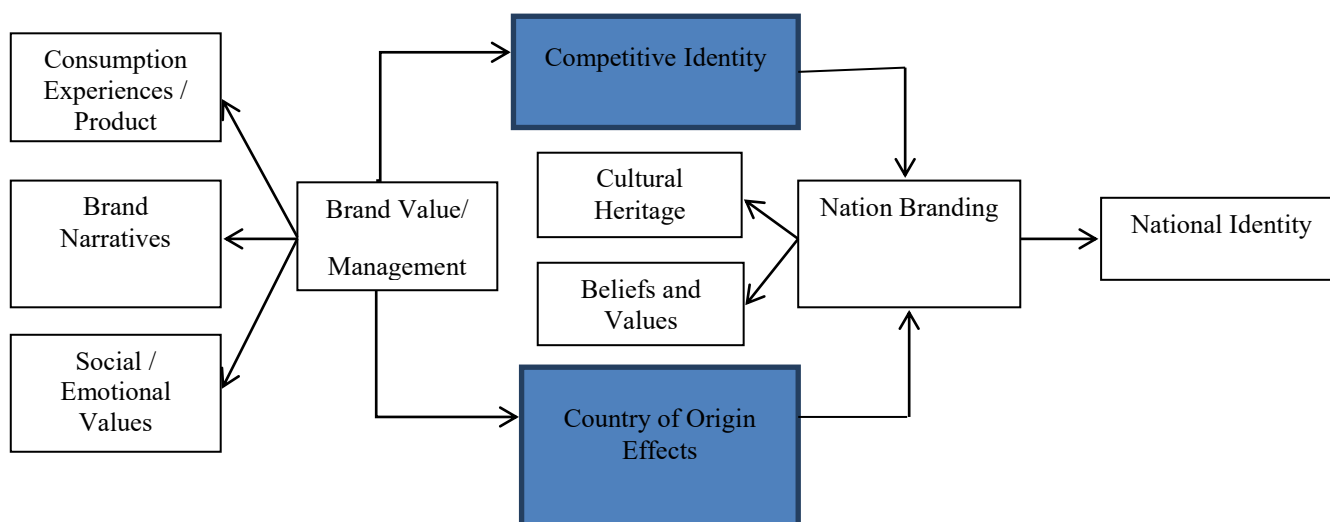 Consumption
Experiences /
Product
Brand
Narratives
Social /
Emotional
Values
Brand Value/
Management
Competitive Identity
Cultural
Heritage
Beliefs and
Values
Country of Origin
Effects
Nation Branding
National Identity